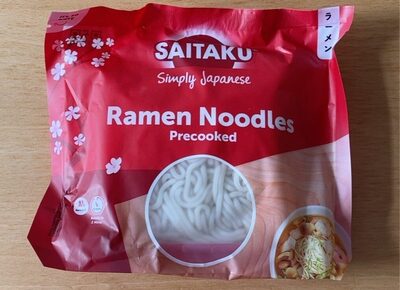 ラーメン
SAITAKU
Simply Japanese
Ramen Noodles
Precooked